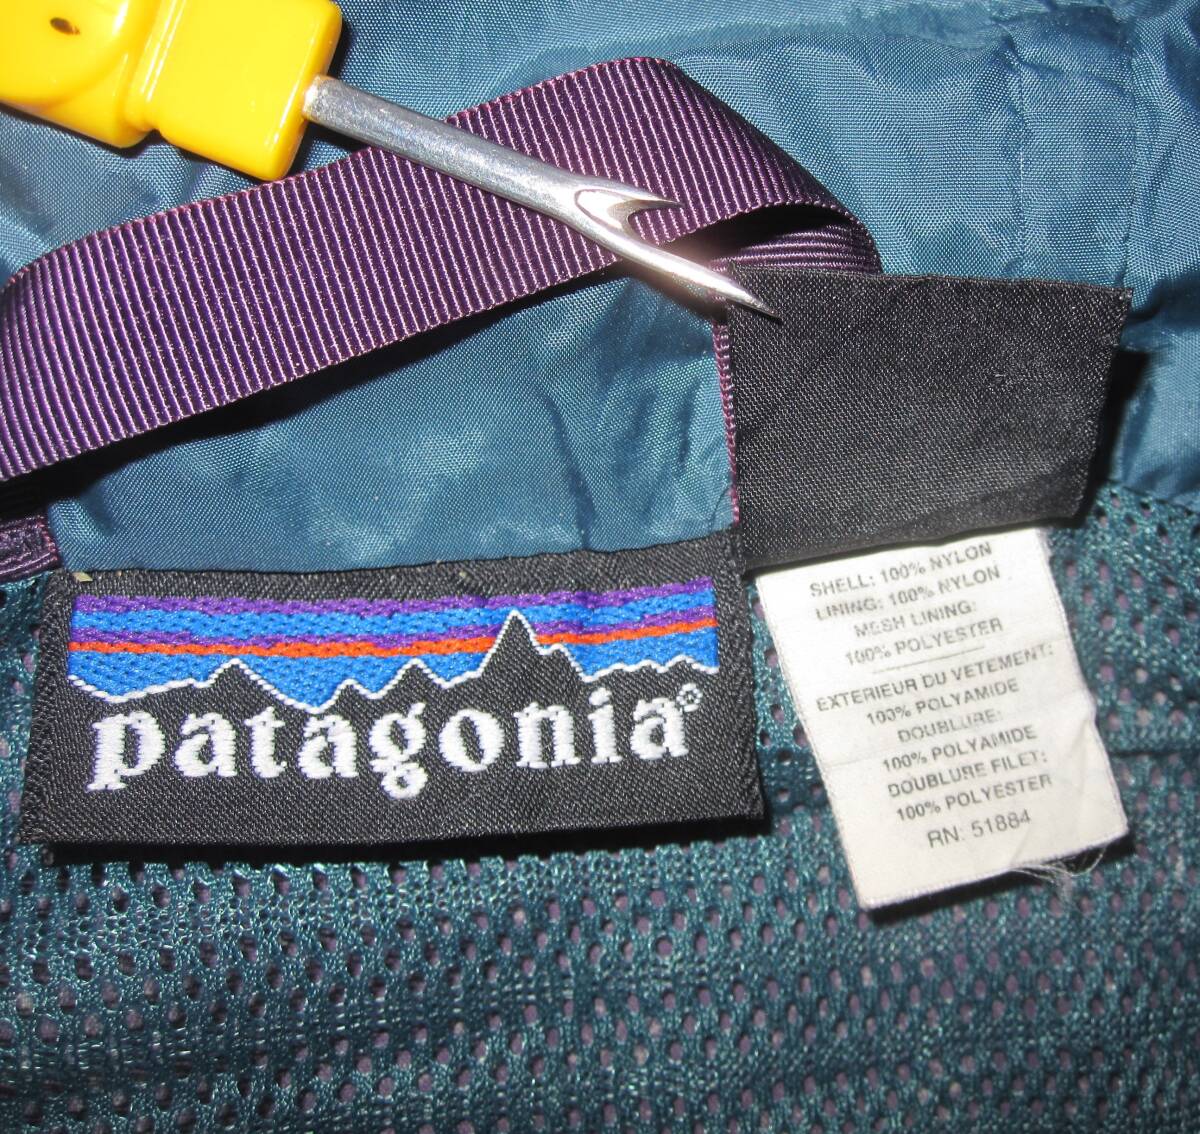 patagonia®
SHELL: 100% NYLON
LINING: 100% NYLON
MESH LINING:
100% POLYESTER
EXTERIEUR DU VETEMENT:
100% POLYAMIDE
DOUBLURE:
100% POLYAMIDE
DOUBLURE FILET:
100% POLYESTER
RN: 51884